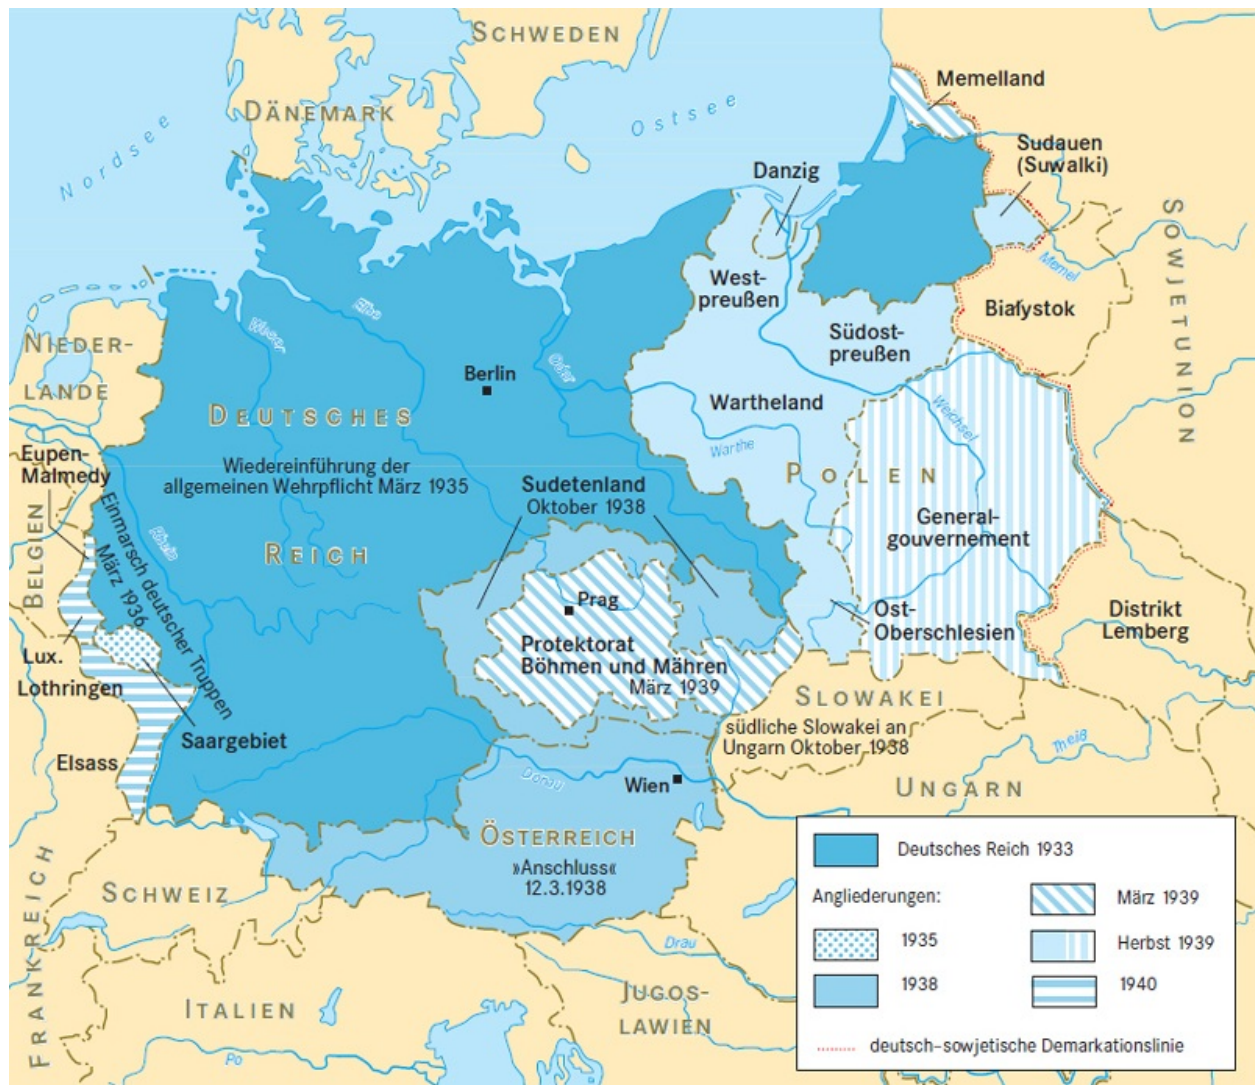 SCHWEDEN
DÄNEMARK
Nordsee
Ostsee
Memelland
Sudauen
(Suwalki)
Danzig
SOWJETUNION
Memel
West-
preußen
Białystok
Südost-
preußen
NIEDER-
LANDE
Weser
Elbe
Oder
Berlin
DEUTSCHES
Wartheland
Weichsel
Warthe
POLEN
Eupen-
Malmedy
Wiedereinführung der
allgemeinen Wehrpflicht März 1935
Sudetenland
Oktober 1938
General-
gouvernement
BELGIEN
Einmarsch deutscher Truppen
März 1936
Rhein
REICH
Prag
Protektorat
Böhmen und Mähren
März 1939
Ost-
Oberschlesien
Distrikt
Lemberg
Lux.
Lothringen
Saargebiet
Elsass
SLOWAKEI
südliche Slowakei an
Ungarn Oktober 1938
Theiß
Donau
Wien
UNGARN
ÖSTERREICH
»Anschluss«
12.3.1938
FRANKREICH
SCHWEIZ
Drau
ITALIEN
JUGOS-
LAWIEN
Po
Deutsches Reich 1933
Angliederungen:
1935
1938
März 1939
Herbst 1939
1940
deutsch-sowjetische Demarkationslinie